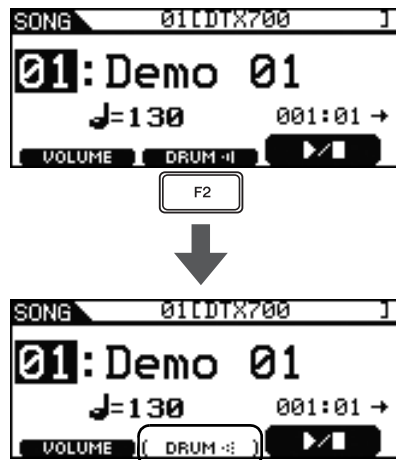 SONG 01[DTX700 ]
01:Demo 01
♩=130 001:01→
VOLUME DRUM
F2
SONG 01[DTX700 ]
01:Demo 01
♩=130 001:01→
VOLUME DRUM